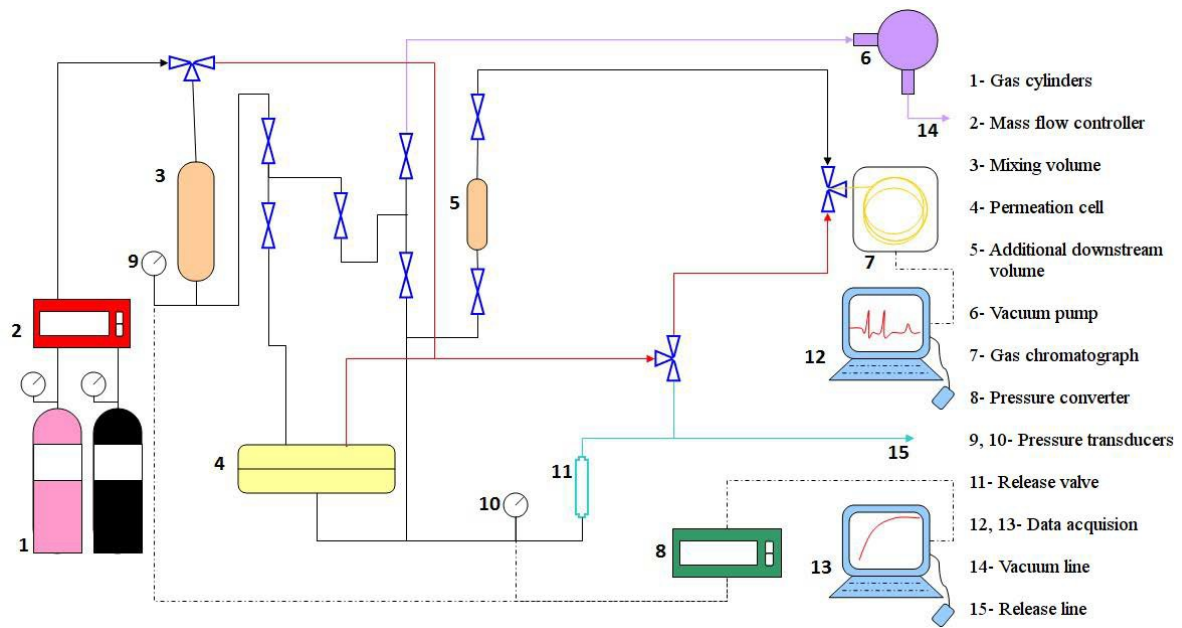 6
14
3
5
9
7
2
12
4
11
15
10
1
8
13
1- Gas cylinders
2- Mass flow controller
3- Mixing volume
4- Permeation cell
5- Additional downstream
volume
6- Vacuum pump
7- Gas chromatograph
8- Pressure converter
9, 10- Pressure transducers
11- Release valve
12, 13- Data acquision
14- Vacuum line
15- Release line